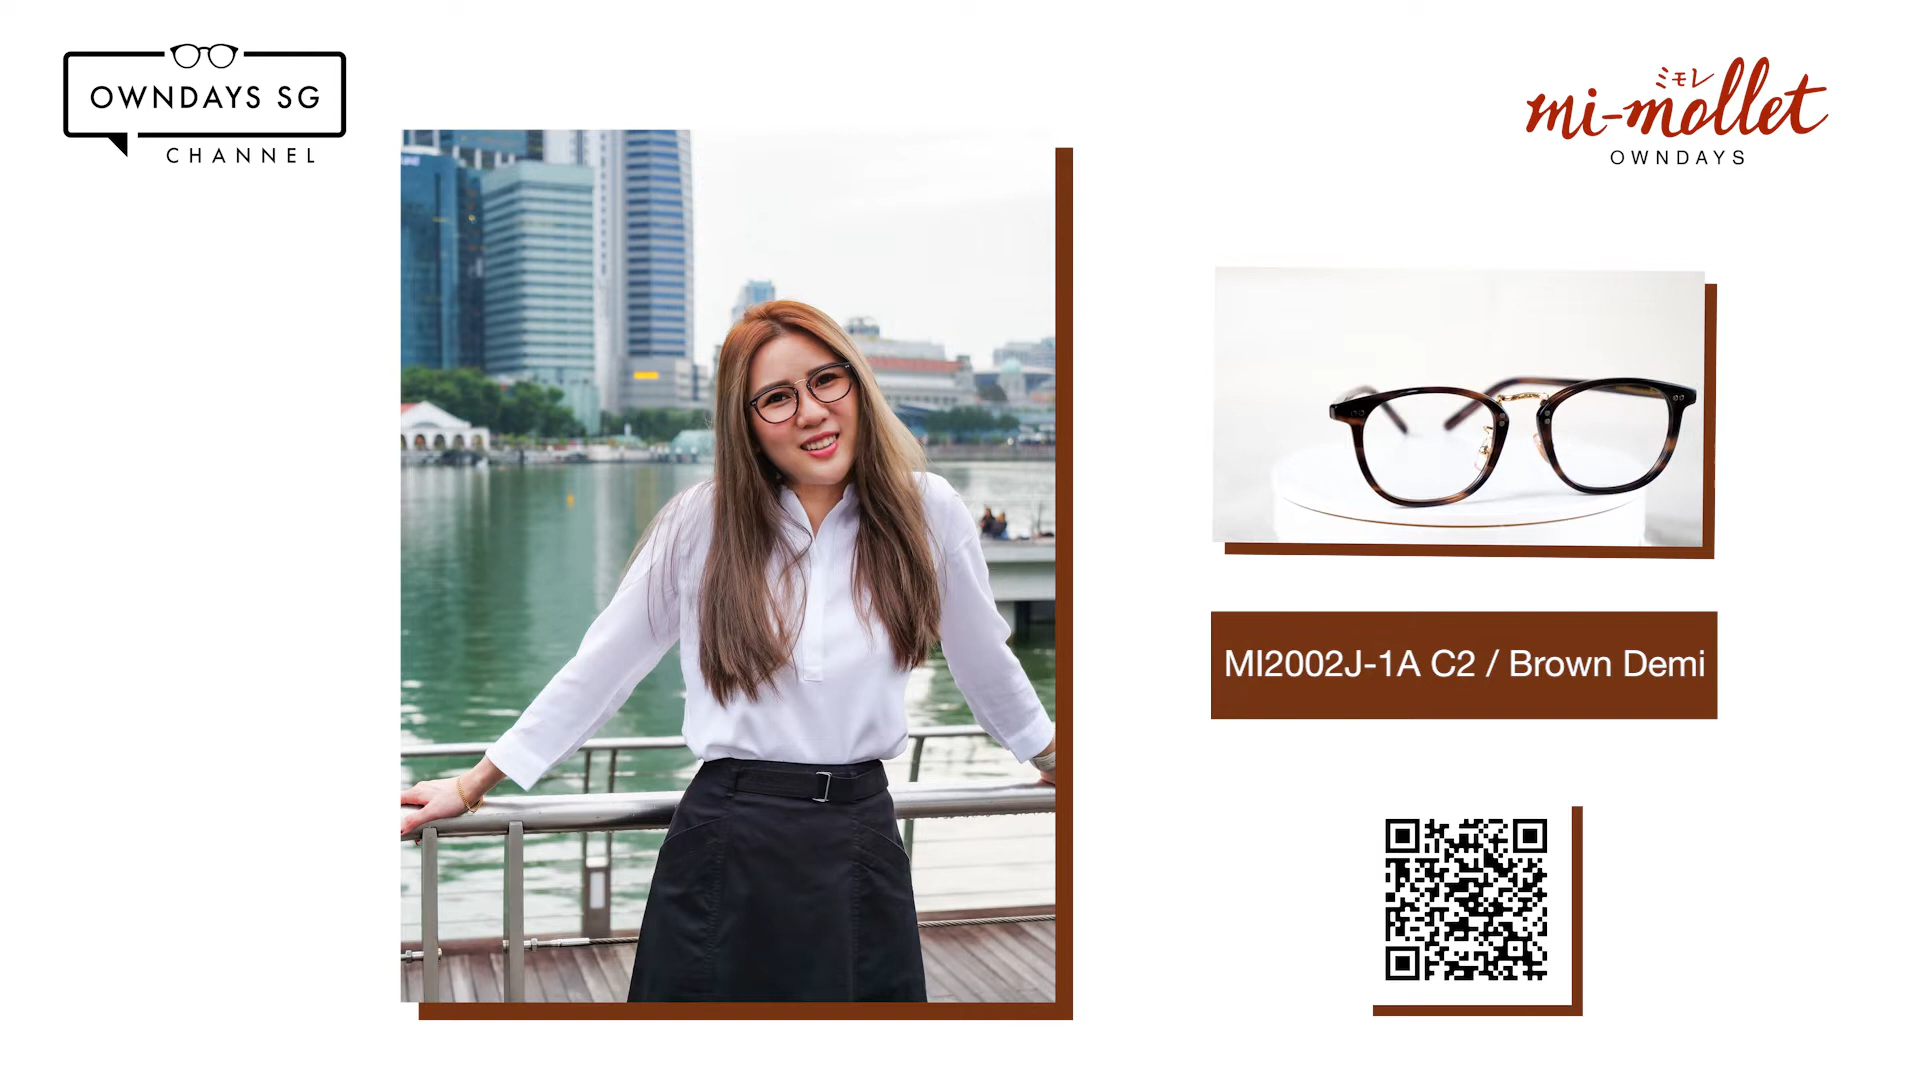 OWNDAYS SG
CHANNEL
ミモレ
mi-mollet
OWNDAYS
MI2002J-1A C2 / Brown Demi